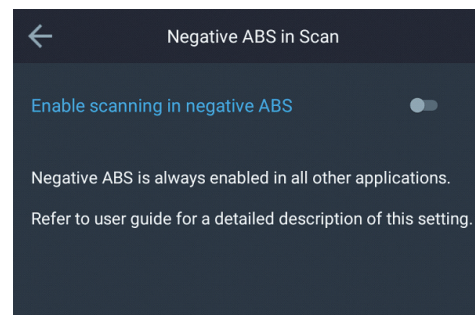 Negative ABS in Scan
Enable scanning in negative ABS
Negative ABS is always enabled in all other applications.
Refer to user guide for a detailed description of this setting.